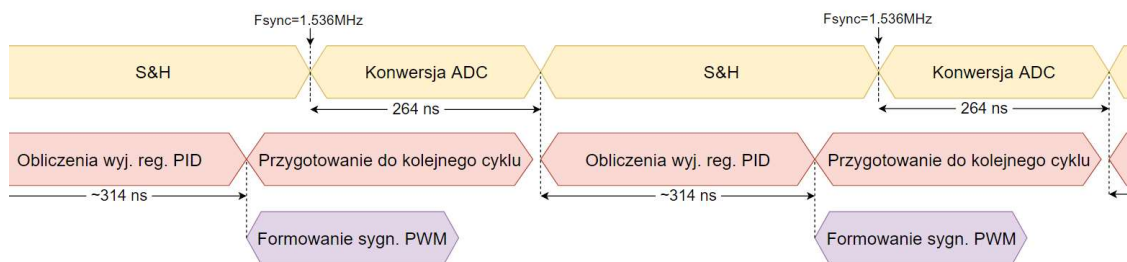 Fsync=1.536MHz Fsync=1.536MHz
S&H Konwersja ADC S&H Konwersja ADC
264 ns 264 ns
Obliczenia wyj. reg. PID Przygotowanie do kolejnego cyklu Obliczenia wyj. reg. PID Przygotowanie do kolejnego cyklu
~314 ns ~314 ns
Formowanie sygn. PWM Formowanie sygn. PWM